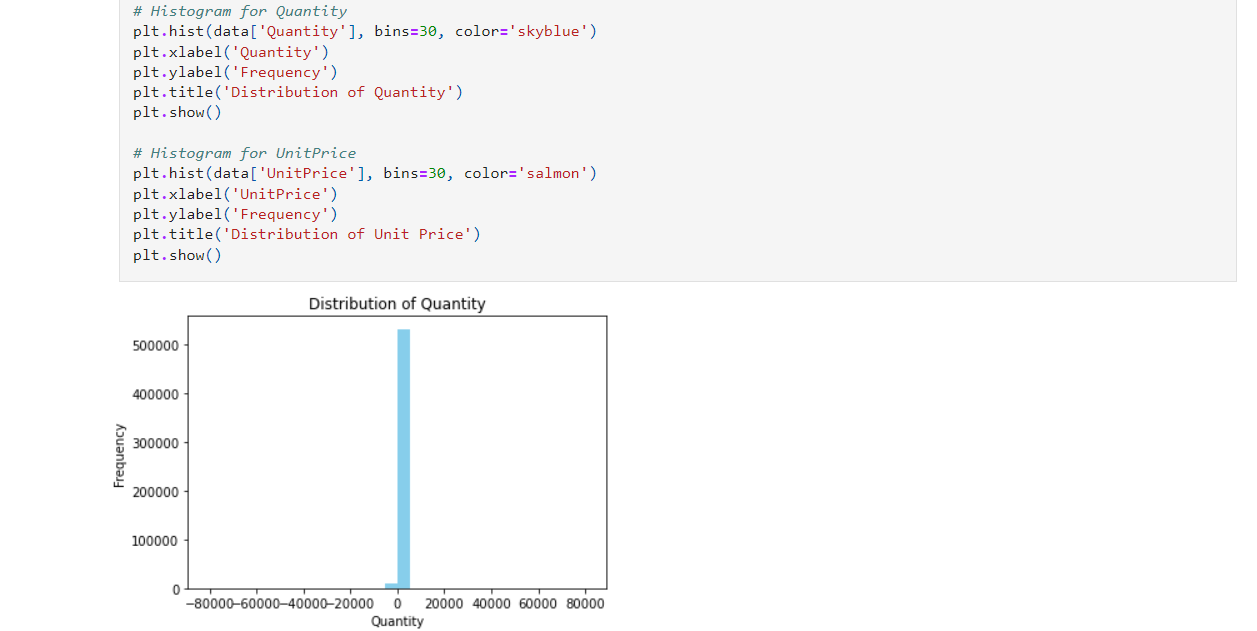 # Histogram for Quantity
plt.hist(data['Quantity'], bins=30, color='skyblue')
plt.xlabel('Quantity')
plt.ylabel('Frequency')
plt.title('Distribution of Quantity')
plt.show()
# Histogram for UnitPrice
plt.hist(data['UnitPrice'], bins=30, color='salmon')
plt.xlabel('UnitPrice')
plt.ylabel('Frequency')
plt.title('Distribution of Unit Price')
plt.show()
Distribution of Quantity
500000
400000
300000
200000
100000
0
Frequency
−80000−60000−40000−20000 0 20000 40000 60000 80000
Quantity